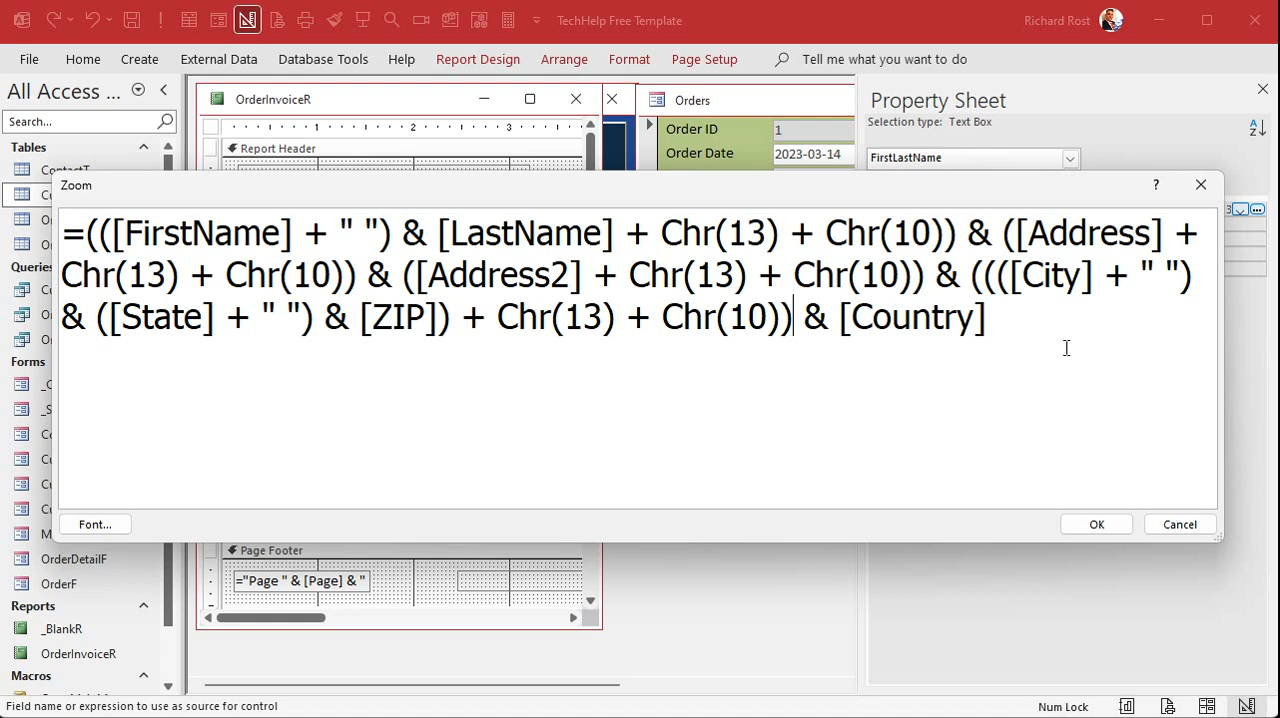 TechHelp Free Template
Richard Rost
File Home Create External Data Database Tools Help Report Design Arrange Format Page Setup Tell me what you want to do
All Access ...
Search...
Tables
ContactT
Queries
Forms
OrderDetailF
OrderF
Reports
_BlankR
OrderInvoiceR
Macros
OrderInvoiceR
1 2 3
Report Header
Orders
Order ID 1
Order Date 2023-03-14
Property Sheet
Selection type: Text Box
FirstLastName
Zoom
=(([FirstName] + " ") & [LastName] + Chr(13) + Chr(10)) & ([Address] +
Chr(13) + Chr(10)) & ([Address2] + Chr(13) + Chr(10)) & ((([City] + " ")
& ([State] + " ") & [ZIP]) + Chr(13) + Chr(10)) & [Country]
Font...
OK
Cancel
Page Footer
="Page " & [Page] & "
Field name or expression to use as source for control
Num Lock